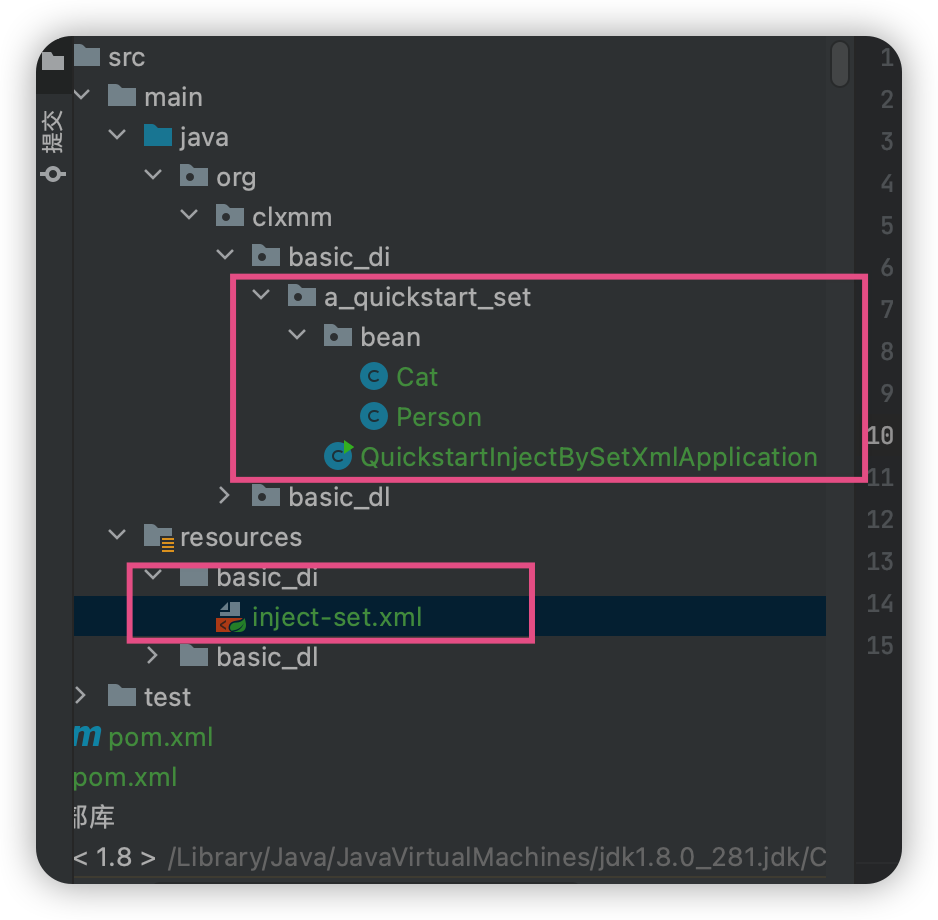 src
main
提交
java
org
clxmm
basic_di
a_quickstart_set
bean
Cat
Person
QuickstartInjectBySetXmlApplication
basic_dl
resources
basic_di
inject-set.xml
basic_dl
test
pom.xml
pom.xml
部库
< 1.8 > /Library/Java/JavaVirtualMachines/jdk1.8.0_281.jdk/C
1
2
3
4
5
6
7
8
9
10
11
12
13
14
15